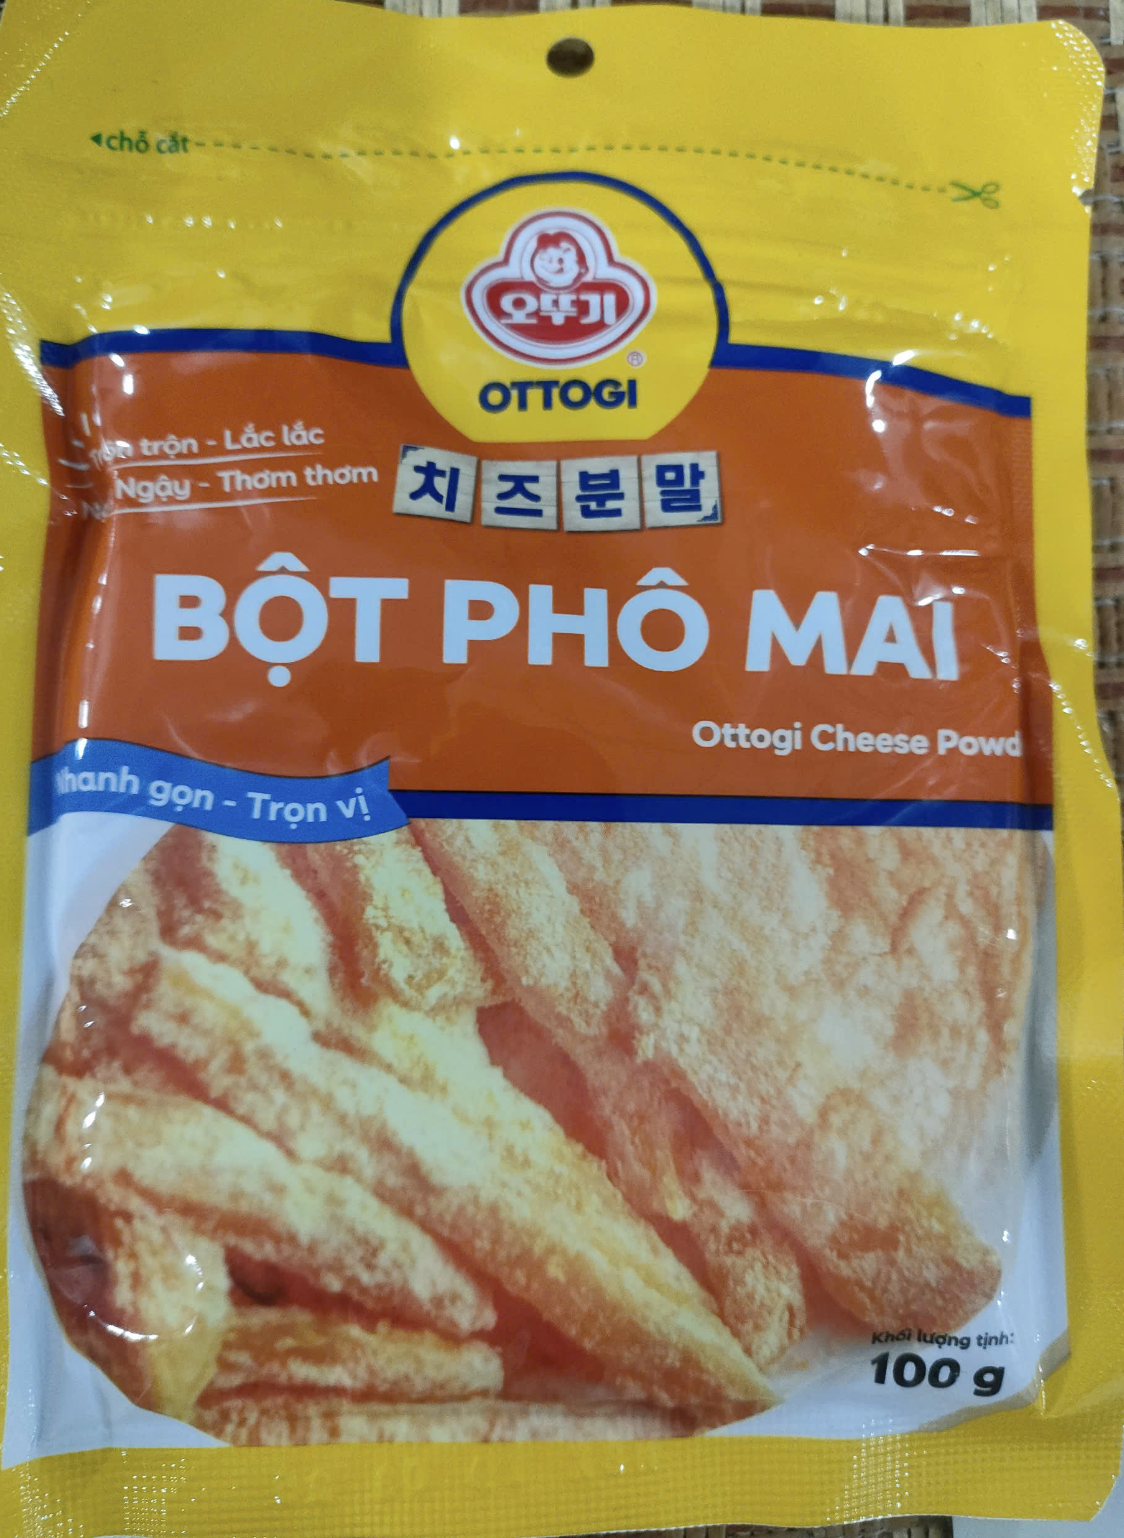 chỗ cắt
오뚜기
®
OTTOGI
trộn - Lắc lắc
Ngậy - Thơm thơm
치즈분말
BỘT PHÔ MAI
Ottogi Cheese Powd
Nhanh gọn - Trọn vị
Khối lượng tịnh:
100 g